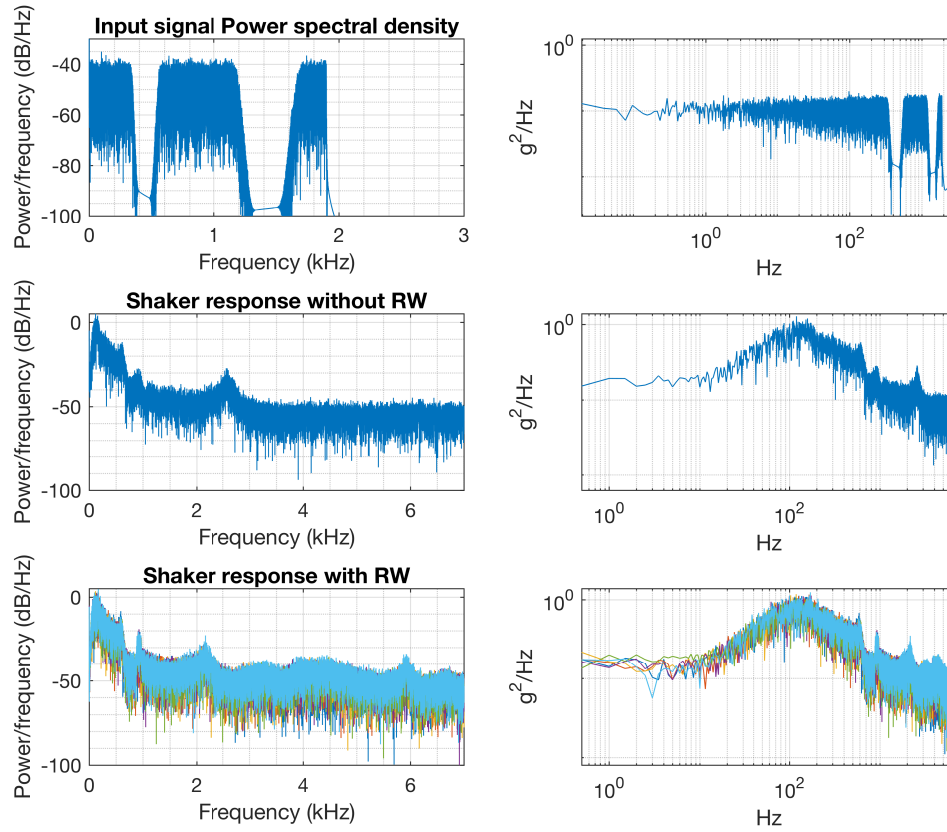 Input signal Power spectral density
Power/frequency (dB/Hz)
-40
-60
-80
-100
0
1
2
3
Frequency (kHz)
g^2/Hz
10^0
10^0
10^2
Hz
Shaker response without RW
Power/frequency (dB/Hz)
0
-50
-100
0
2
4
6
Frequency (kHz)
g^2/Hz
10^0
10^0
10^2
Hz
Shaker response with RW
Power/frequency (dB/Hz)
0
-50
-100
0
2
4
6
Frequency (kHz)
g^2/Hz
10^0
10^0
10^2
Hz